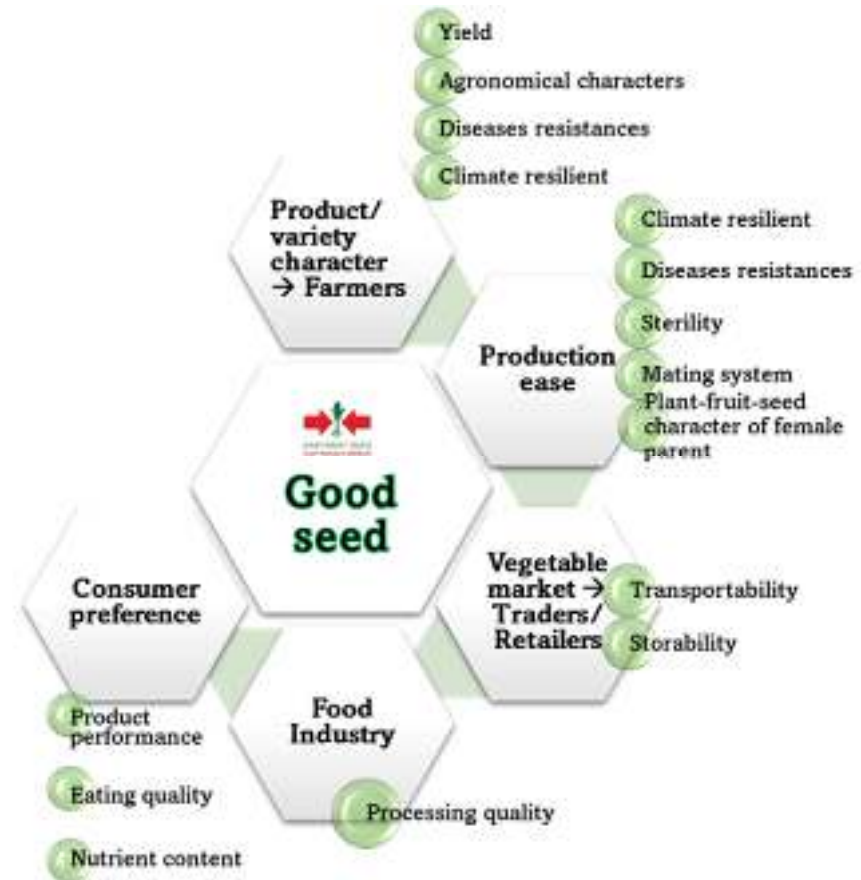 Yield
Agronomical characters
Diseases resistances
Climate resilient
Product/
variety
character
→ Farmers
Climate resilient
Diseases resistances
Sterility
Mating system
Plant-fruit-seed
character of female
parent
Production
ease
Good
seed
Vegetable
market →
Traders/
Retailers
Transportability
Storability
Consumer
preference
Product
performance
Eating quality
Nutrient content
Food
Industry
Processing quality